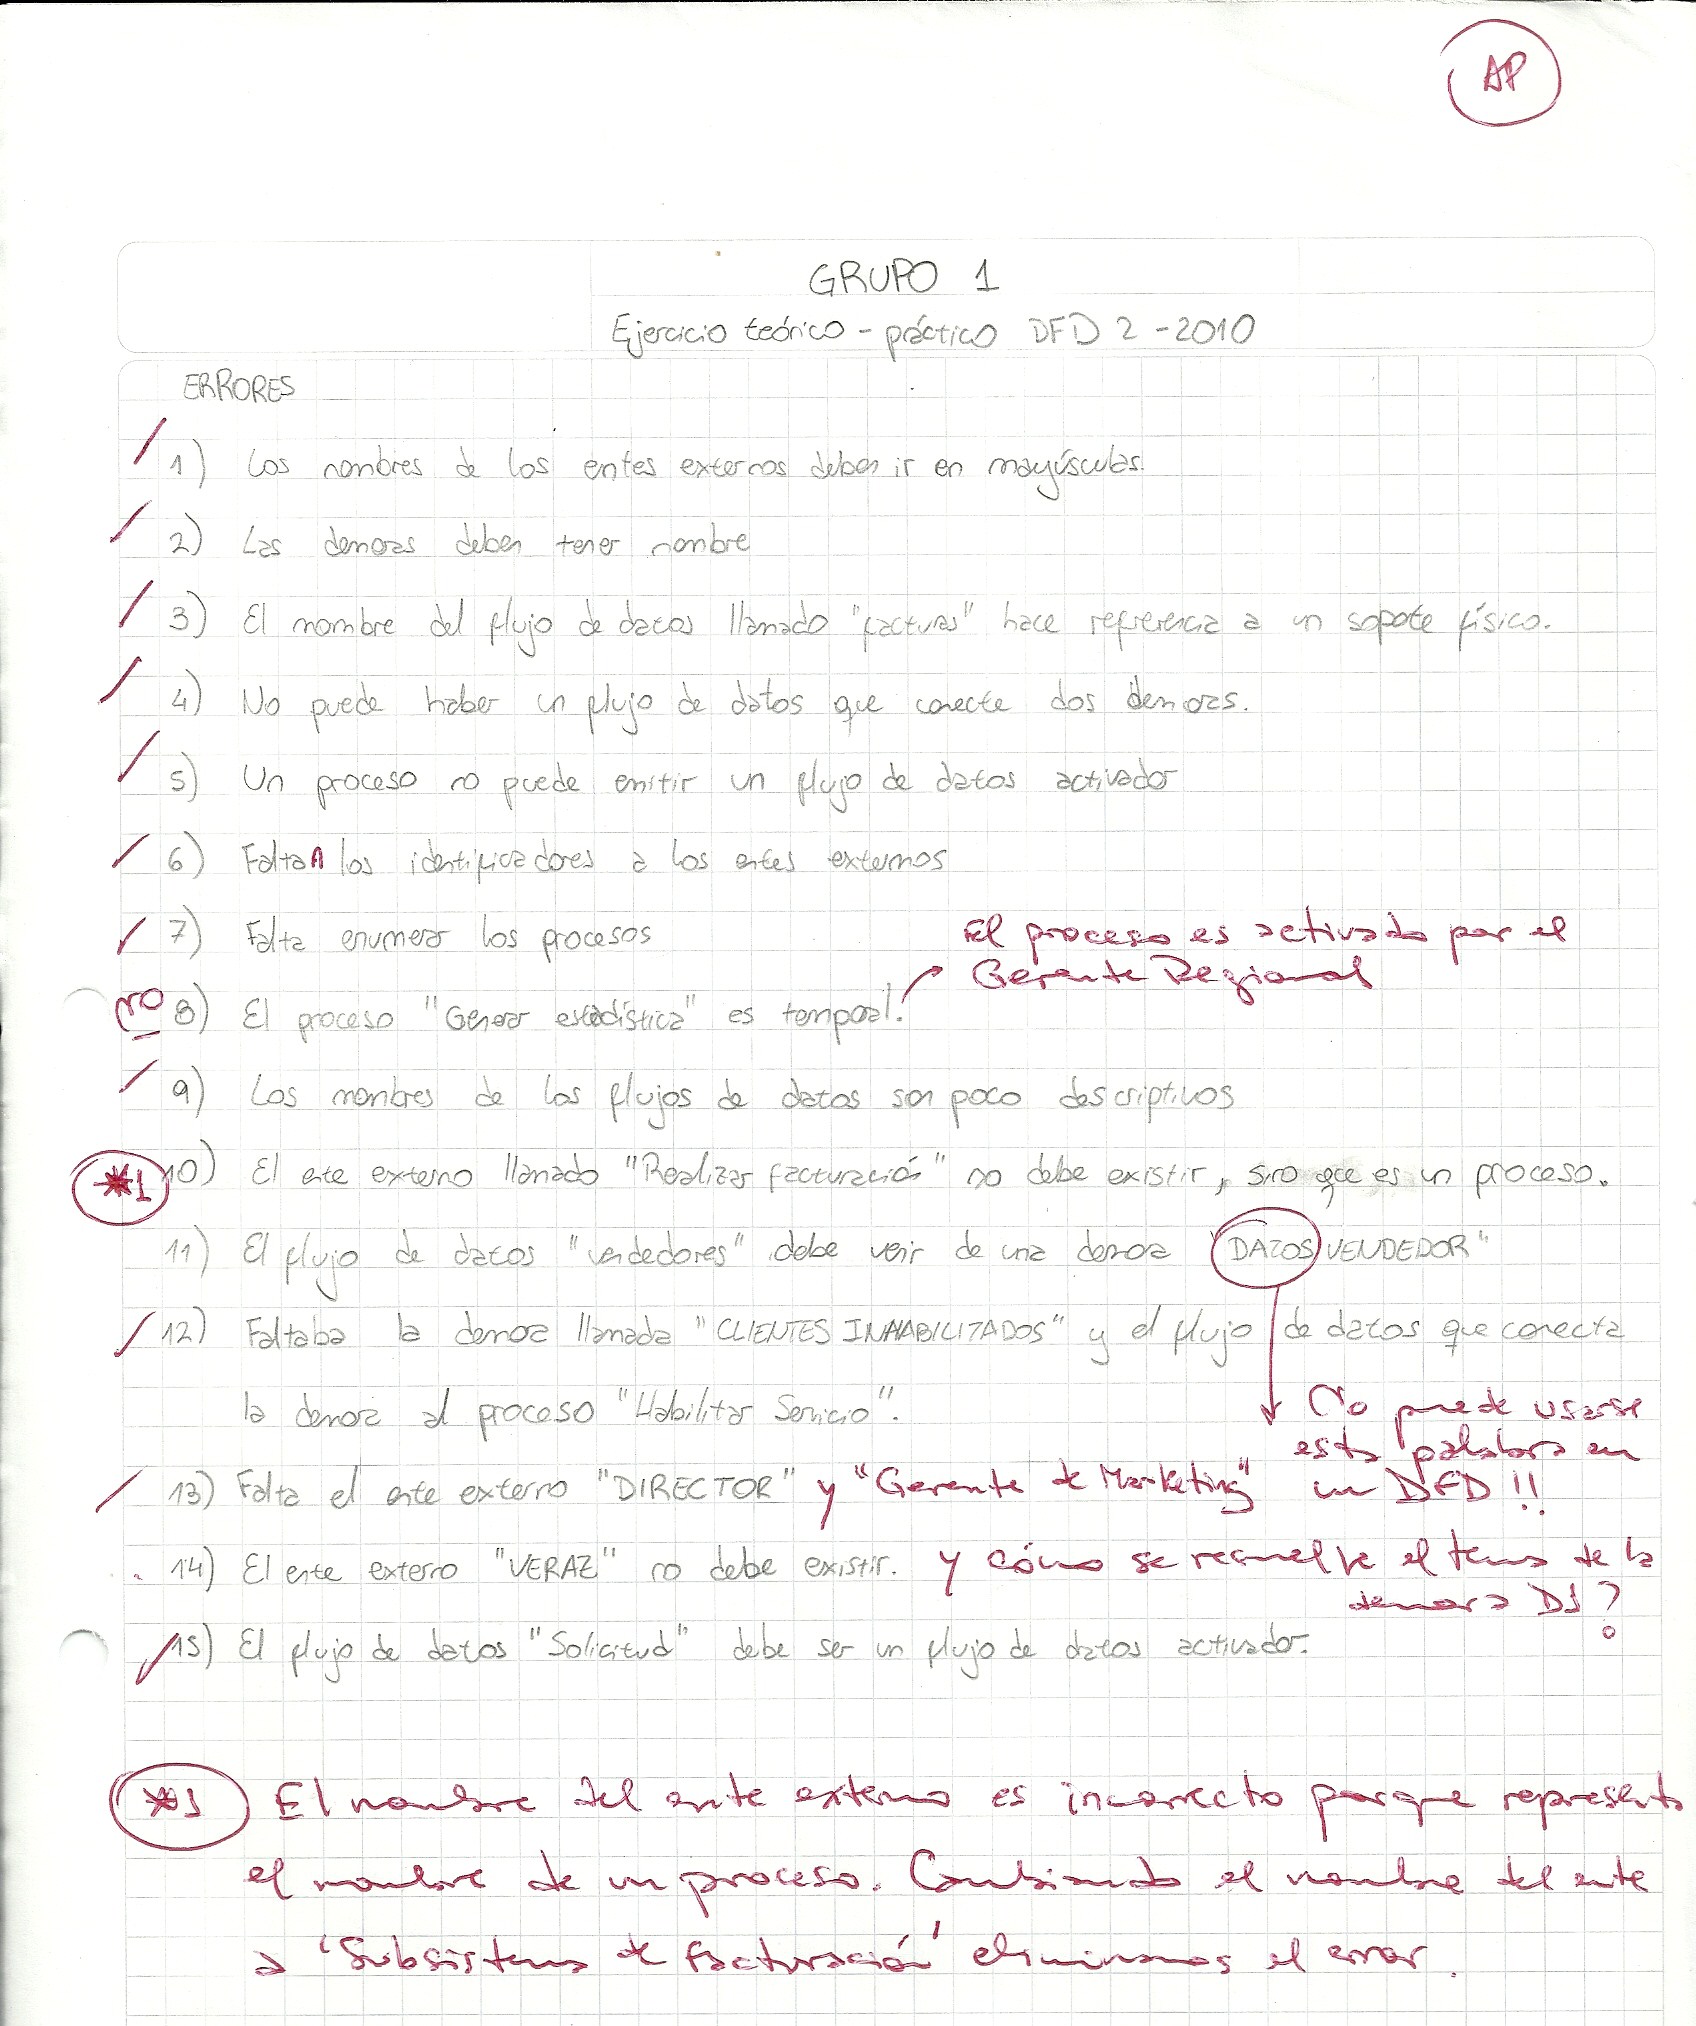 AP
GRUPO 1
Ejercicio teórico - práctico DFD 2 - 2010
ERRORES
1) Los nombres de los entes externos deben ir en mayúsculas.
2) Las demoras deben tener nombre
3) El nombre del flujo de datos llamado "facturas" hace referencia a un sopote físico.
4) No puede haber un flujo de datos que conecte dos demoras.
5) Un proceso no puede emitir un flujo de datos activador
6) Faltan los identificadores a los entes externos
7) Falta enumerar los procesos
El proceso es activado por el
Gerente Regional
no 8) El proceso "Generar estadística" es temporal.
9) Los nombres de los flujos de datos son poco descriptivos
*1 10) El ente externo llamado "Realizar facturación" no debe existir, sino que es un proceso.
11) El flujo de datos "vendedores" debe venir de una demora "DATOS VENDEDOR"
12) Faltaba la demora llamada "CLIENTES INHABILITADOS" y el flujo de datos que conecta
la demora al proceso "Habilitar Servicio".
No puede usarse
esta palabra en
un DFD!!
13) Falta el ente externo "DIRECTOR" y "Gerente de Marketing"
14) El ente externo "VERAZ" no debe existir. y cómo se resuelve el tema de la
demora D1?
15) El flujo de datos "Solicitud" debe ser un flujo de datos activador.
*1 El nombre del ente externo es incorrecto porque representa
el nombre de un proceso. Cambiando el nombre del ente
a 'Subsistema de facturación' eliminamos el error.